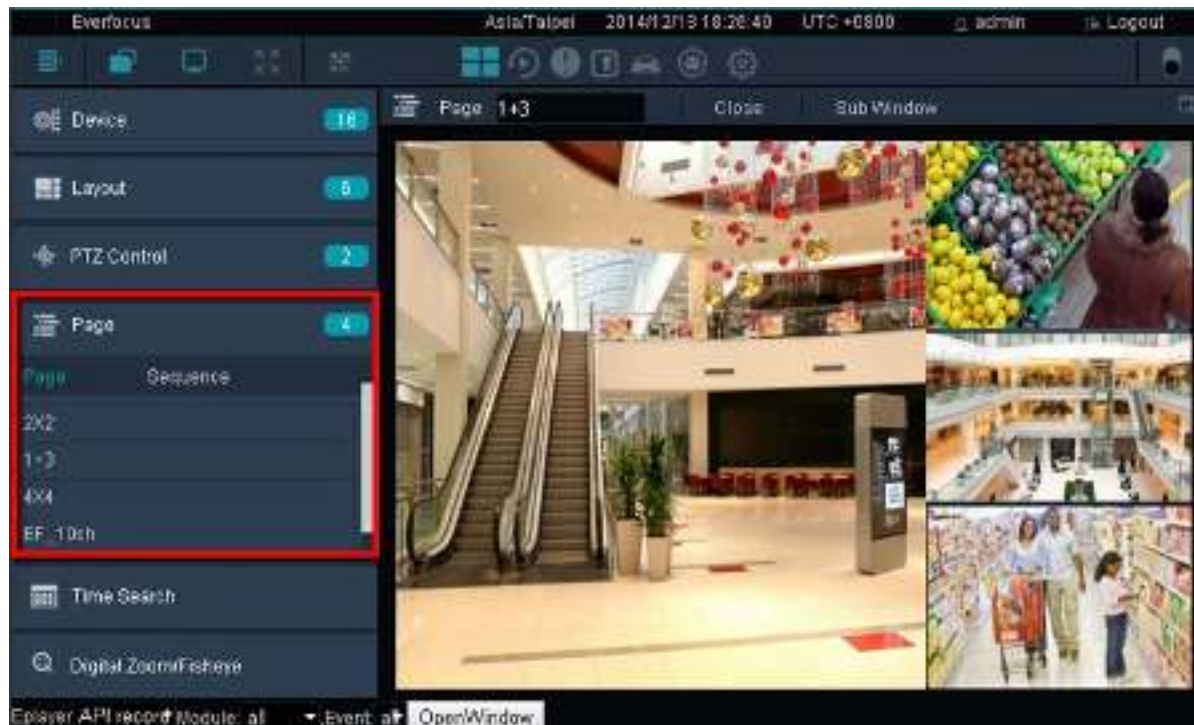 Everfocus Asia/Taipei 2014/12/13 18:26:40 UTC +0800 admin Logout
Page 1+3 Close Sub Window
Device 16
Layout 5
PTZ Control 2
Page 4
Page Sequence
2X2
1+3
4X4
EF 10ch
Time Search
Digital Zoom/Fisheye
Eplayer API record Module: all Event: all OpenWindow